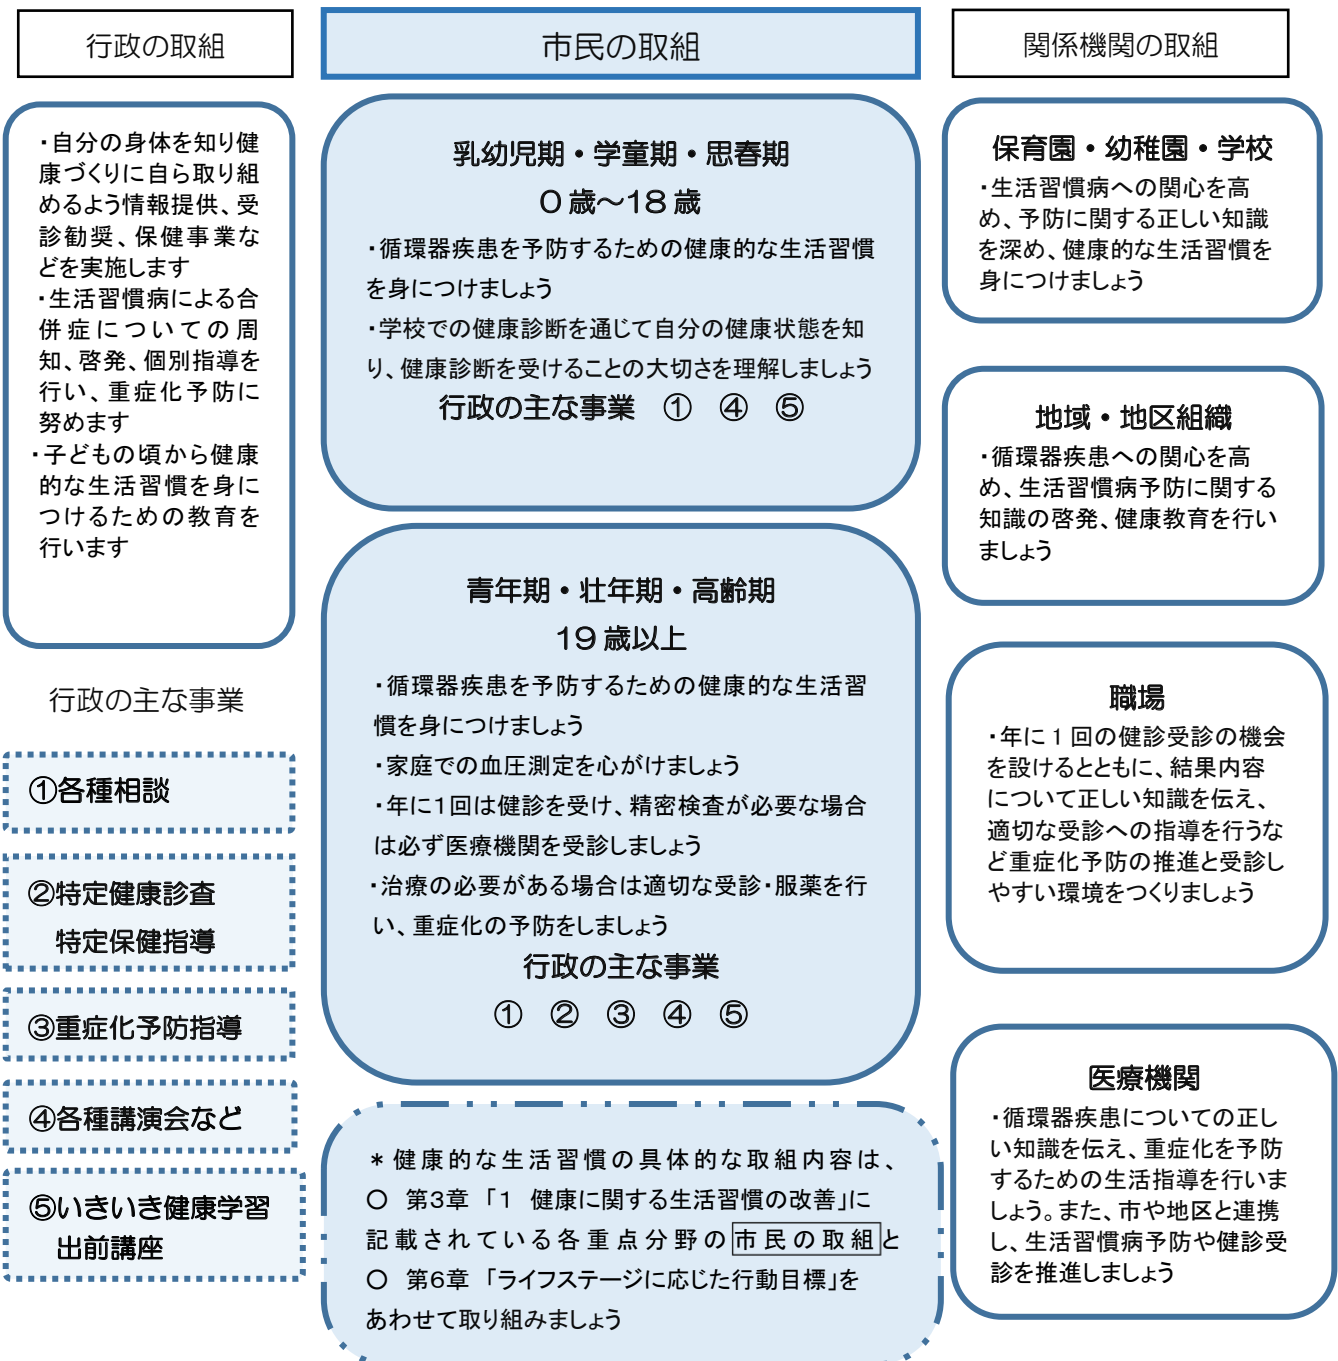 行政の取組
・自分の身体を知り健
康づくりに自ら取り組
めるよう情報提供、受
診勧奨、保健事業な
どを実施します
・生活習慣病による合
併症についての周
知、啓発、個別指導を
行い、重症化予防に
努めます
・子どもの頃から健康
的な生活習慣を身に
つけるための教育を
行います
行政の主な事業
①各種相談
②特定健康診査
特定保健指導
③重症化予防指導
④各種講演会など
⑤いきいき健康学習
出前講座
市民の取組
乳幼児期・学童期・思春期
０歳～18歳
・循環器疾患を予防するための健康的な生活習慣
を身につけましょう
・学校での健康診断を通じて自分の健康状態を知
り、健康診断を受けることの大切さを理解しましょう
行政の主な事業　①　④　⑤
青年期・壮年期・高齢期
19歳以上
・循環器疾患を予防するための健康的な生活習
慣を身につけましょう
・家庭での血圧測定を心がけましょう
・年に1回は健診を受け、精密検査が必要な場合
は必ず医療機関を受診しましょう
・治療の必要がある場合は適切な受診・服薬を行
い、重症化の予防をしましょう
行政の主な事業
①　②　③　④　⑤
＊健康的な生活習慣の具体的な取組内容は、
○　第3章「1　健康に関する生活習慣の改善」に
記載されている各重点分野の市民の取組と
○　第6章「ライフステージに応じた行動目標」を
あわせて取り組みましょう
関係機関の取組
保育園・幼稚園・学校
・生活習慣病への関心を高
め、予防に関する正しい知識
を深め、健康的な生活習慣を
身につけましょう
地域・地区組織
・循環器疾患への関心を高
め、生活習慣病予防に関する
知識の啓発、健康教育を行い
ましょう
職場
・年に1回の健診受診の機会
を設けるとともに、結果内容
について正しい知識を伝え、
適切な受診への指導を行うな
ど重症化予防の推進と受診し
やすい環境をつくりましょう
医療機関
・循環器疾患についての正し
い知識を伝え、重症化を予防
するための生活指導を行いま
しょう。また、市や地区と連携
し、生活習慣病予防や健診受
診を推進しましょう